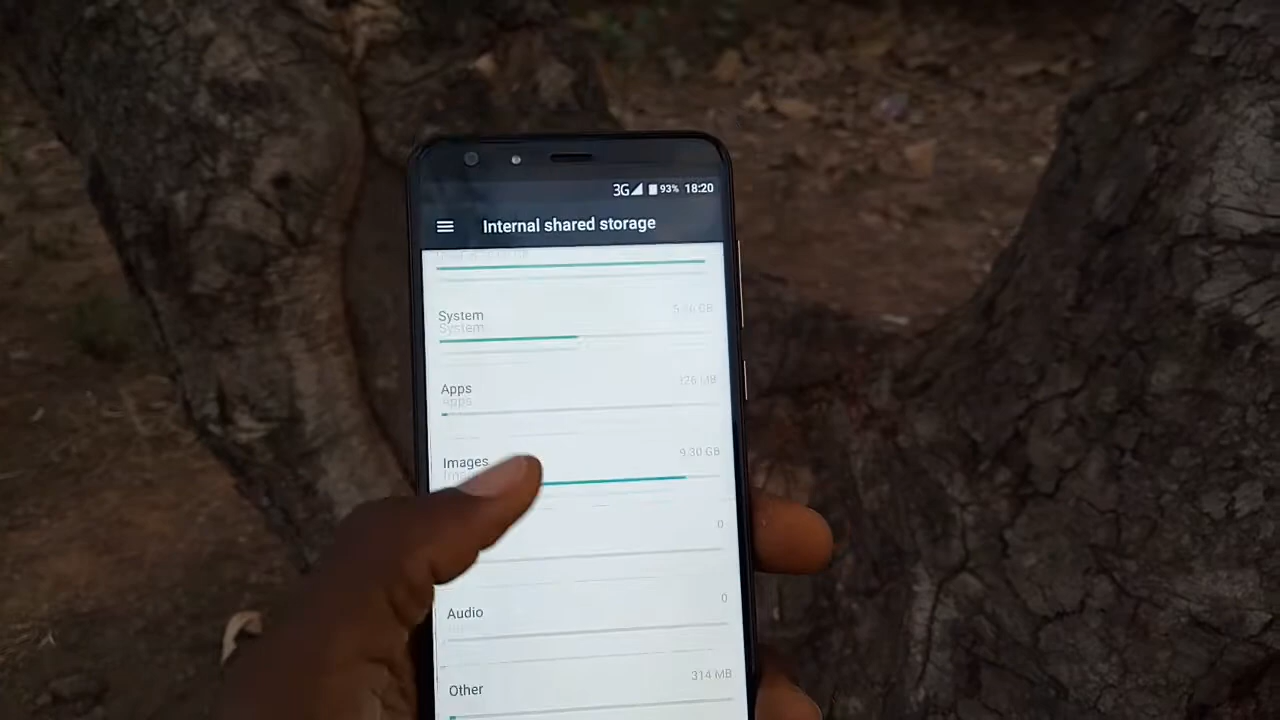 3G 93% 18:20
Internal shared storage
System
Apps 126 MB
Images 9.30 GB
0
Audio 0
Other 314 MB